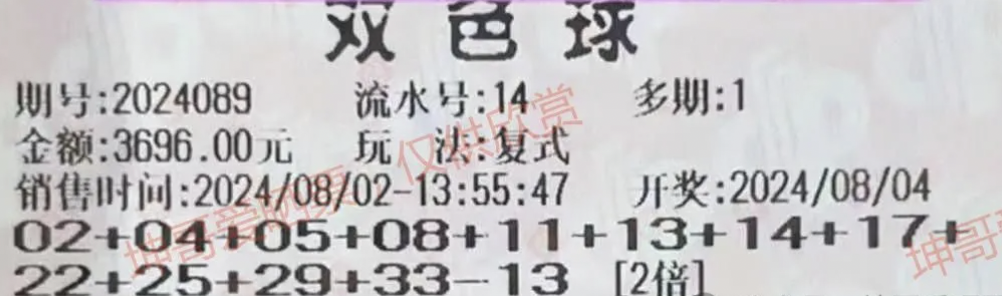 双色球
期号:2024089 流水号:14 多期:1
金额:3696.00元 玩 法:复式
销售时间:2024/08/02-13:55:47 开奖:2024/08/04
02+04+05+08+11+13+14+17+
22+25+29+33-13 [2倍]
仅供欣赏
坤哥爱
坤哥